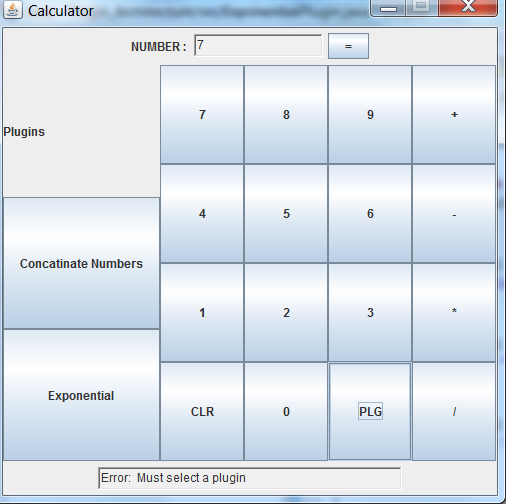 Calculator
NUMBER : 7 =
Plugins
7 8 9 +
4 5 6 -
Concatinate Numbers
1 2 3 *
Exponential
CLR 0 PLG /
Error: Must select a plugin